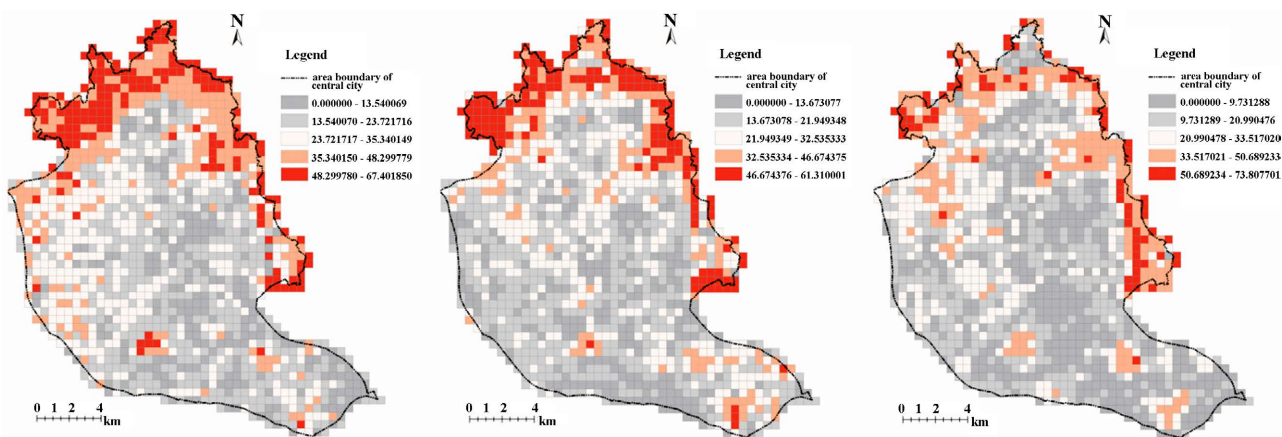 N
Legend
area boundary of
central city
0.000000 - 13.540069
13.540070 - 23.721716
23.721717 - 35.340149
35.340150 - 48.299779
48.299780 - 67.401850
0 1 2 4
km
N
Legend
area boundary of
central city
0.000000 - 13.673077
13.673078 - 21.949348
21.949349 - 32.535333
32.535334 - 46.674375
46.674376 - 61.310001
0 1 2 4
km
N
Legend
area boundary of
central city
0.000000 - 9.731288
9.731289 - 20.990476
20.990478 - 33.517020
33.517021 - 50.689233
50.689234 - 73.807701
0 1 2 4
km